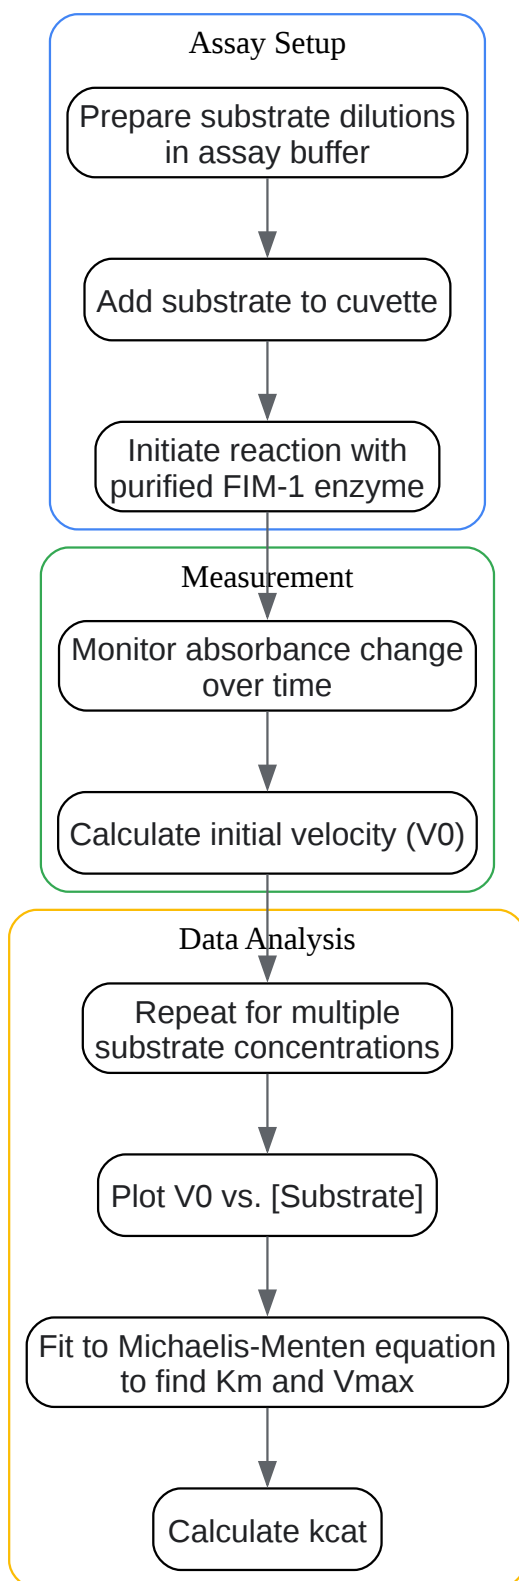 Assay Setup
Prepare substrate dilutions
in assay buffer
Add substrate to cuvette
Initiate reaction with
purified FIM-1 enzyme
Measurement
Monitor absorbance change
over time
Calculate initial velocity (V0)
Data Analysis
Repeat for multiple
substrate concentrations
Plot V0 vs. [Substrate]
Fit to Michaelis-Menten equation
to find Km and Vmax
Calculate kcat